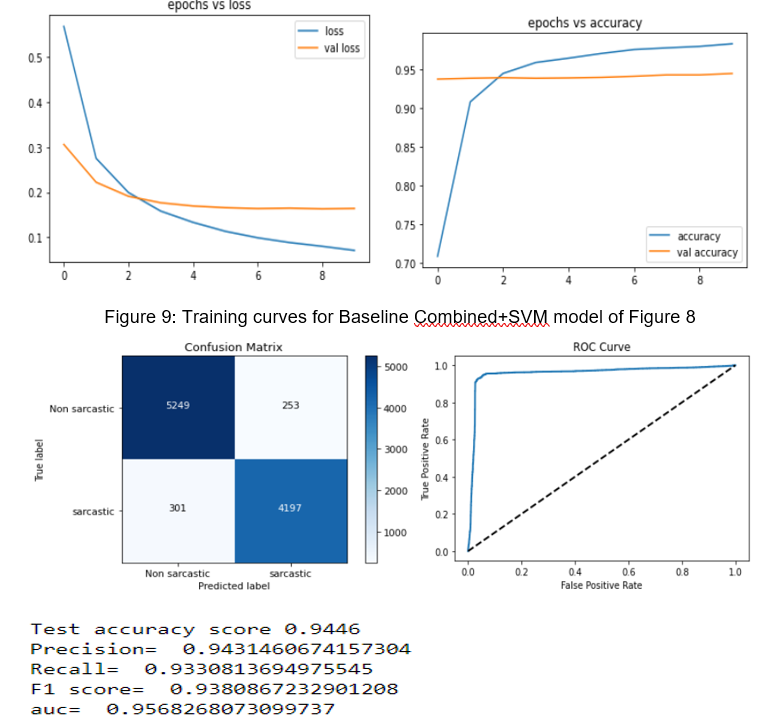 epochs vs loss
loss
val loss
0.5
0.4
0.3
0.2
0.1
0 2 4 6 8
epochs vs accuracy
0.95
0.90
0.85
0.80
0.75
0.70
accuracy
val accuracy
0 2 4 6 8
Figure 9: Training curves for Baseline Combined+SVM model of Figure 8
Confusion Matrix
True label
Non sarcastic
5249 253
sarcastic
301 4197
Non sarcastic sarcastic
Predicted label
5000
4000
3000
2000
1000
ROC Curve
True Positive Rate
1.0
0.8
0.6
0.4
0.2
0.0
0.0 0.2 0.4 0.6 0.8 1.0
False Positive Rate
Test accuracy score 0.9446
Precision= 0.9431460674157304
Recall= 0.9330813694975545
F1 score= 0.9380867232901208
auc= 0.9568268073099737